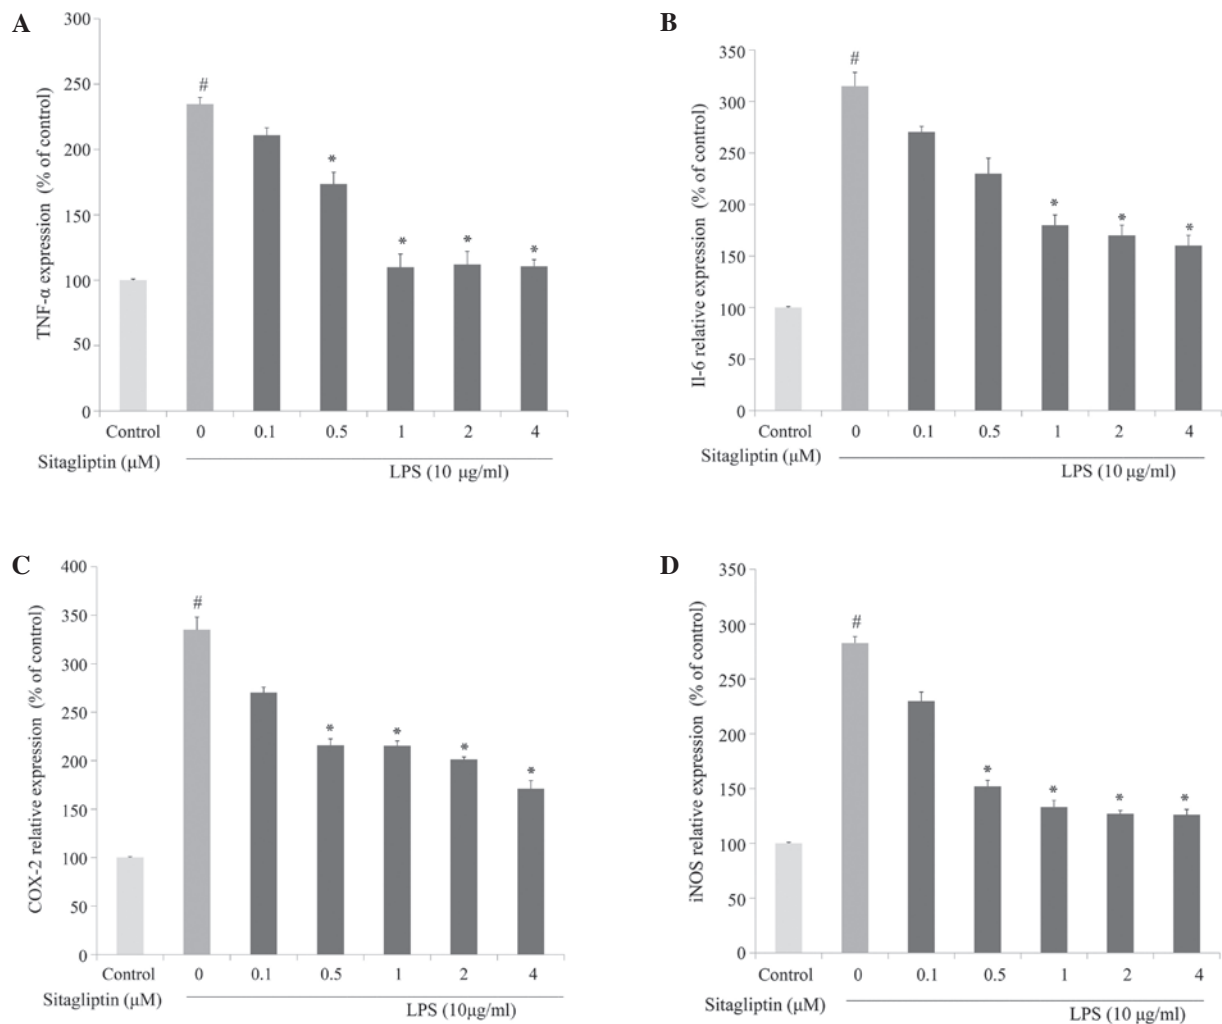 A
TNF-α expression (% of control)
300
250
200
150
100
50
0
#
*
*
*
*
Control 0 0.1 0.5 1 2 4
Sitagliptin (μM)
LPS (10 μg/ml)
B
Il-6 relative expression (% of control)
350
300
250
200
150
100
50
0
#
*
*
*
Control 0 0.1 0.5 1 2 4
Sitagliptin (μM)
LPS (10 μg/ml)
C
COX-2 relative expression (% of control)
400
350
300
250
200
150
100
50
0
#
*
*
*
*
Control 0 0.1 0.5 1 2 4
Sitagliptin (μM)
LPS (10μg/ml)
D
iNOS relative expression (% of control)
350
300
250
200
150
100
50
0
#
*
*
*
*
Control 0 0.1 0.5 1 2 4
Sitagliptin (μM)
LPS (10 μg/ml)